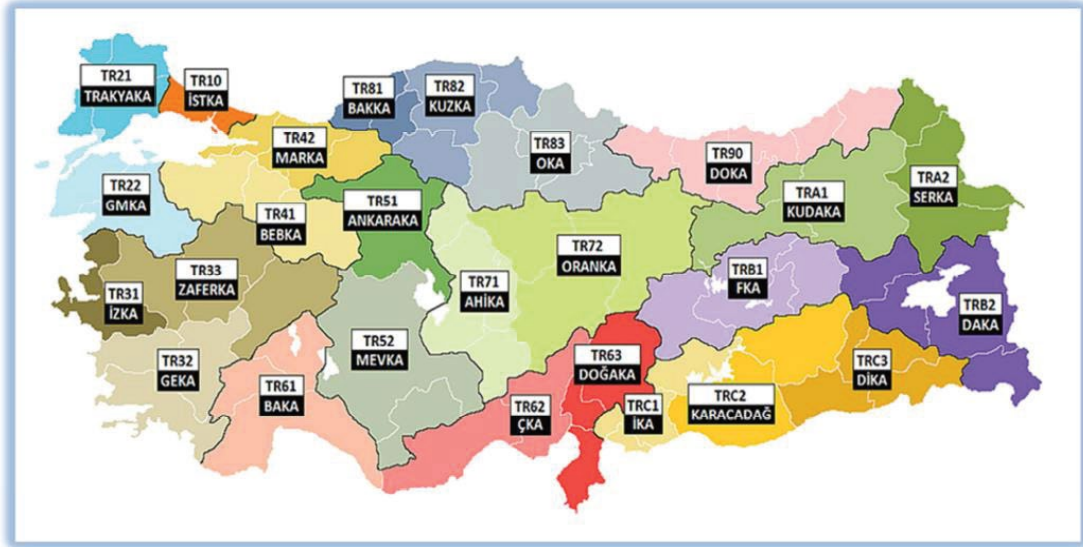 TR21
TRAKYAKA
TR10
İSTKA
TR81
BAKKA
TR82
KUZKA
TR42
MARKA
TR83
OKA
TR90
DOKA
TRA2
SERKA
TR22
GMKA
TR51
ANKARAKA
TRA1
KUDAKA
TR41
BEBKA
TR72
ORANKA
TR33
ZAFERKA
TR71
AHİKA
TRB1
FKA
TR31
İZKA
TRB2
DAKA
TR52
MEVKA
TR32
GEKA
TR63
DOĞAKA
TRC3
DİKA
TR61
BAKA
TRC2
KARACADAĞ
TR62
ÇKA
TRC1
İKA